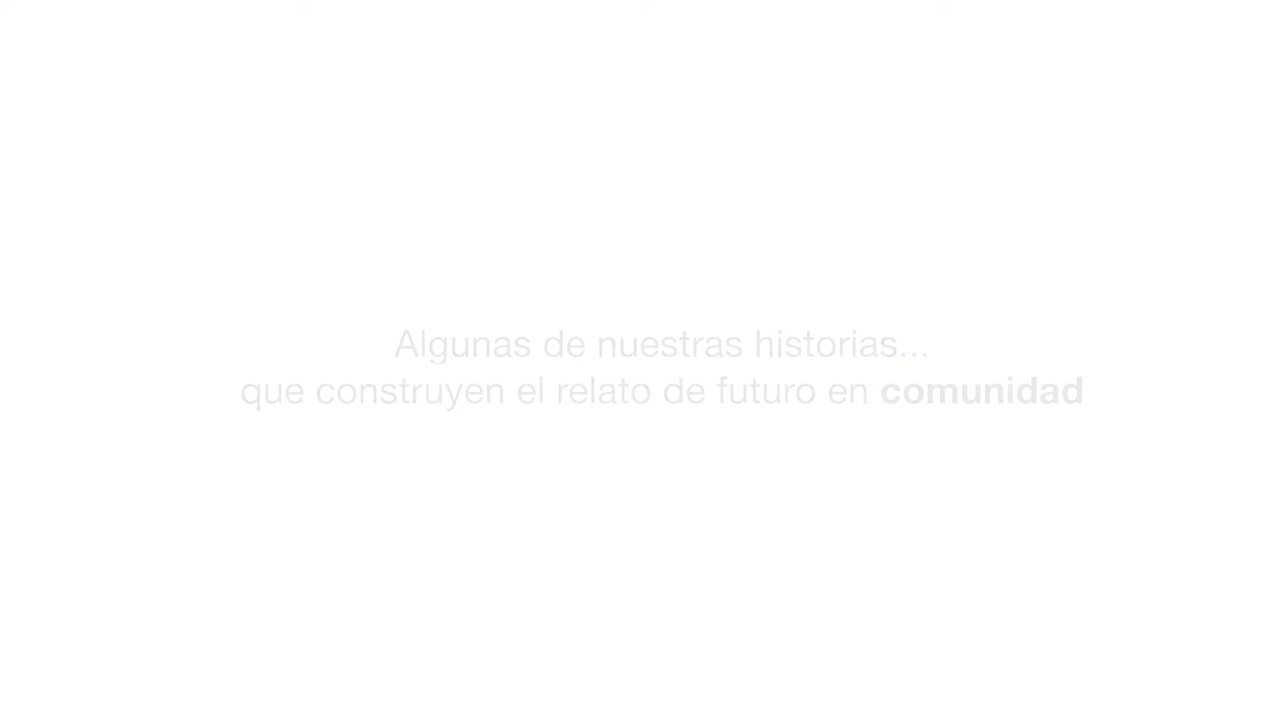 Algunas de nuestras historias...
que construyen el relato de futuro en comunidad